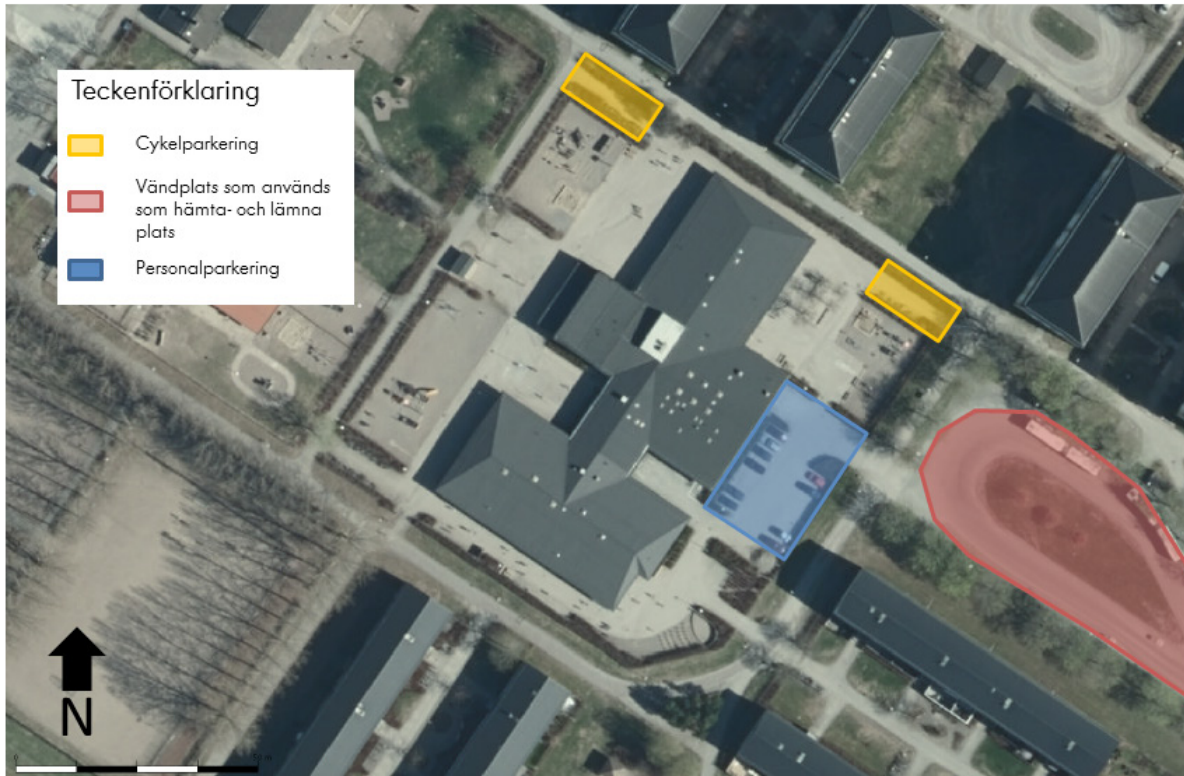 Teckenförklaring
Cykelparkering
Vändplats som används
som hämta- och lämna
plats
Personalparkering
N